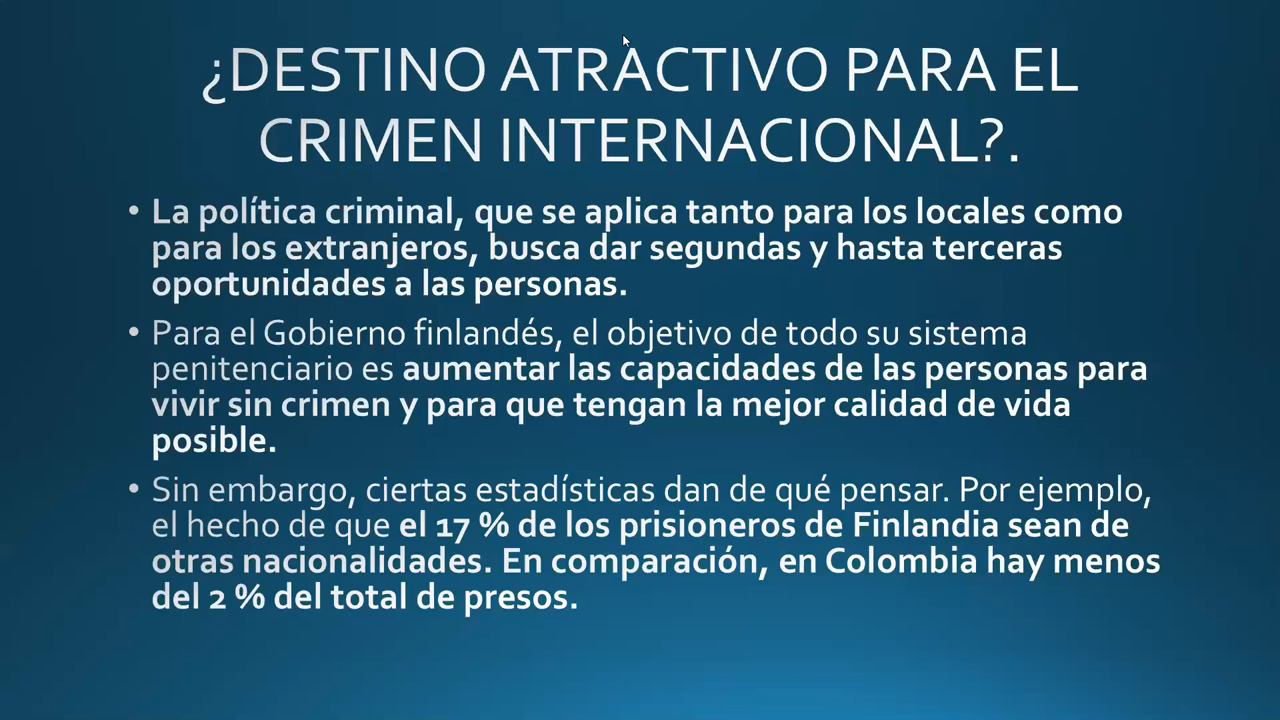 ¿DESTINO ATRACTIVO PARA EL
CRIMEN INTERNACIONAL?.
• La política criminal, que se aplica tanto para los locales como
para los extranjeros, busca dar segundas y hasta terceras
oportunidades a las personas.
• Para el Gobierno finlandés, el objetivo de todo su sistema
penitenciario es aumentar las capacidades de las personas para
vivir sin crimen y para que tengan la mejor calidad de vida
posible.
• Sin embargo, ciertas estadísticas dan de qué pensar. Por ejemplo,
el hecho de que el 17 % de los prisioneros de Finlandia sean de
otras nacionalidades. En comparación, en Colombia hay menos
del 2 % del total de presos.